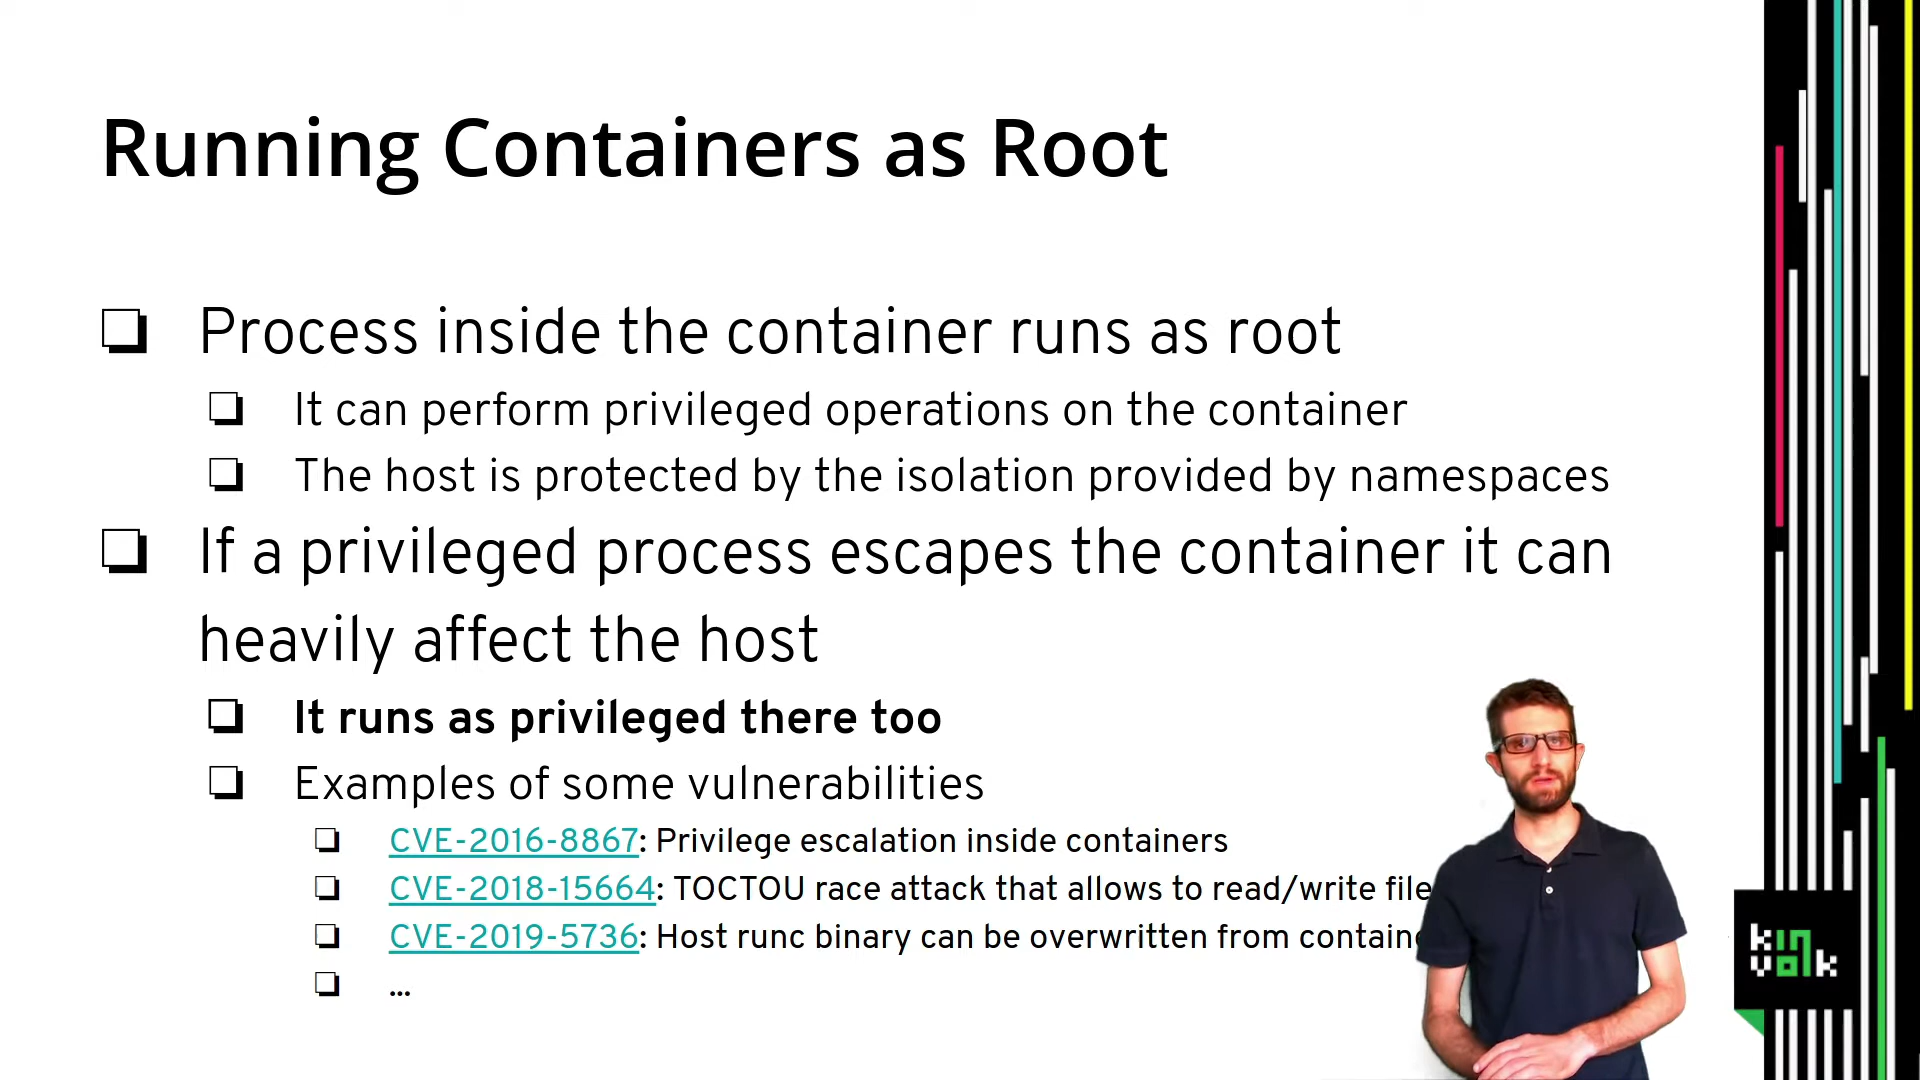 Running Containers as Root
Process inside the container runs as root
It can perform privileged operations on the container
The host is protected by the isolation provided by namespaces
If a privileged process escapes the container it can
heavily affect the host
It runs as privileged there too
Examples of some vulnerabilities
CVE-2016-8867: Privilege escalation inside containers
CVE-2018-15664: TOCTOU race attack that allows to read/write
CVE-2019-5736: Host runc binary can be overwritten from
...
kin
volk